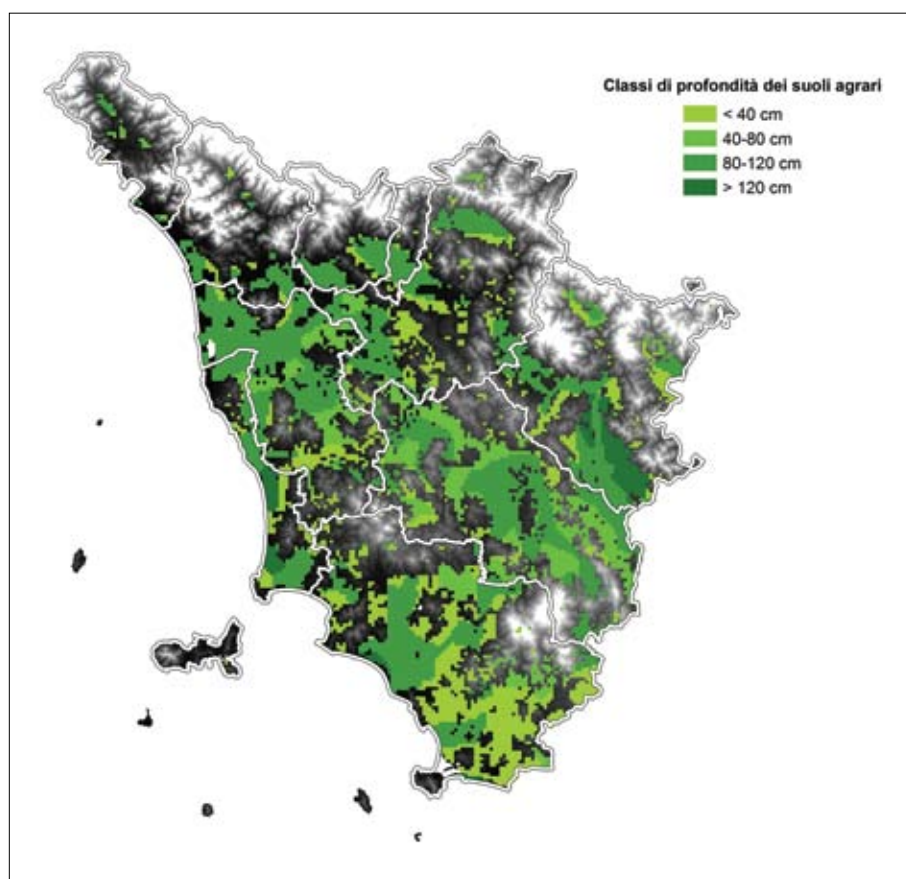 Classi di profondità dei suoli agrari
< 40 cm
40-80 cm
80-120 cm
> 120 cm